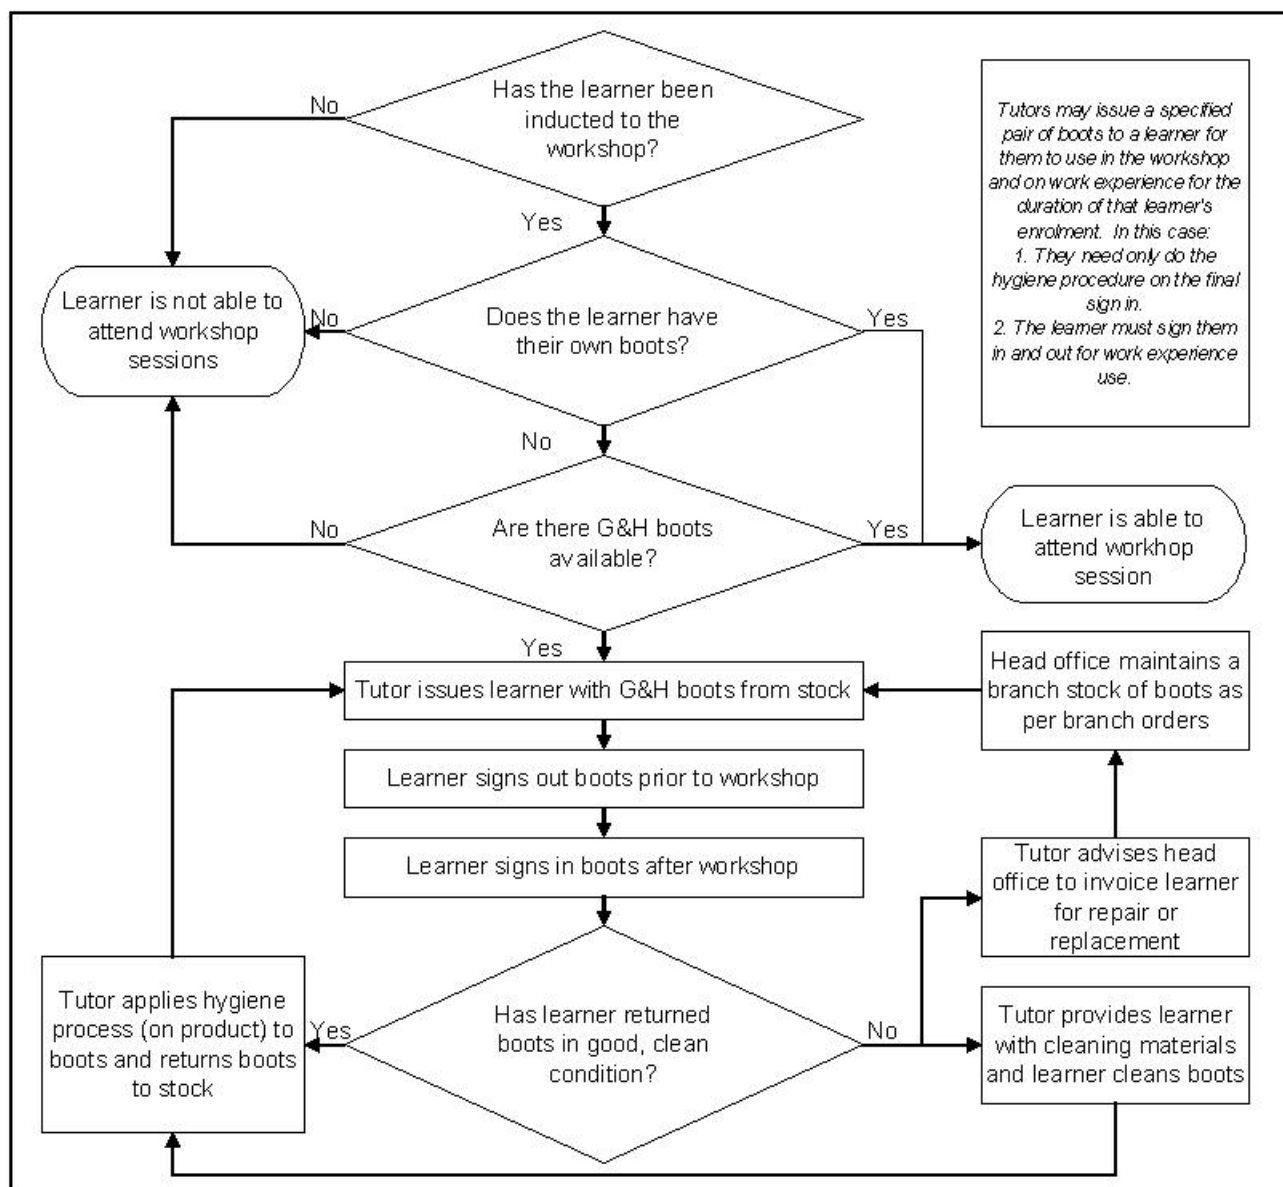 Has the learner been
inducted to the
workshop?
No
Yes
Tutors may issue a specified
pair of boots to a learner for
them to use in the workshop
and on work experience for the
duration of that learner's
enrolment. In this case:
1. They need only do the
hygiene procedure on the final
sign in.
2. The learner must sign them
in and out for work experience
use.
Learner is not able to
attend workshop
sessions
No
Does the learner have
their own boots?
Yes
No
No
Are there G&H boots
available?
Yes
Learner is able to
attend workhop
session
Yes
Tutor issues learner with G&H boots from stock
Head office maintains a
branch stock of boots as
per branch orders
Learner signs out boots prior to workshop
Learner signs in boots after workshop
Tutor advises head
office to invoice learner
for repair or
replacement
Tutor applies hygiene
process (on product) to
boots and returns boots
to stock
Yes
Has learner returned
boots in good, clean
condition?
No
Tutor provides learner
with cleaning materials
and learner cleans boots